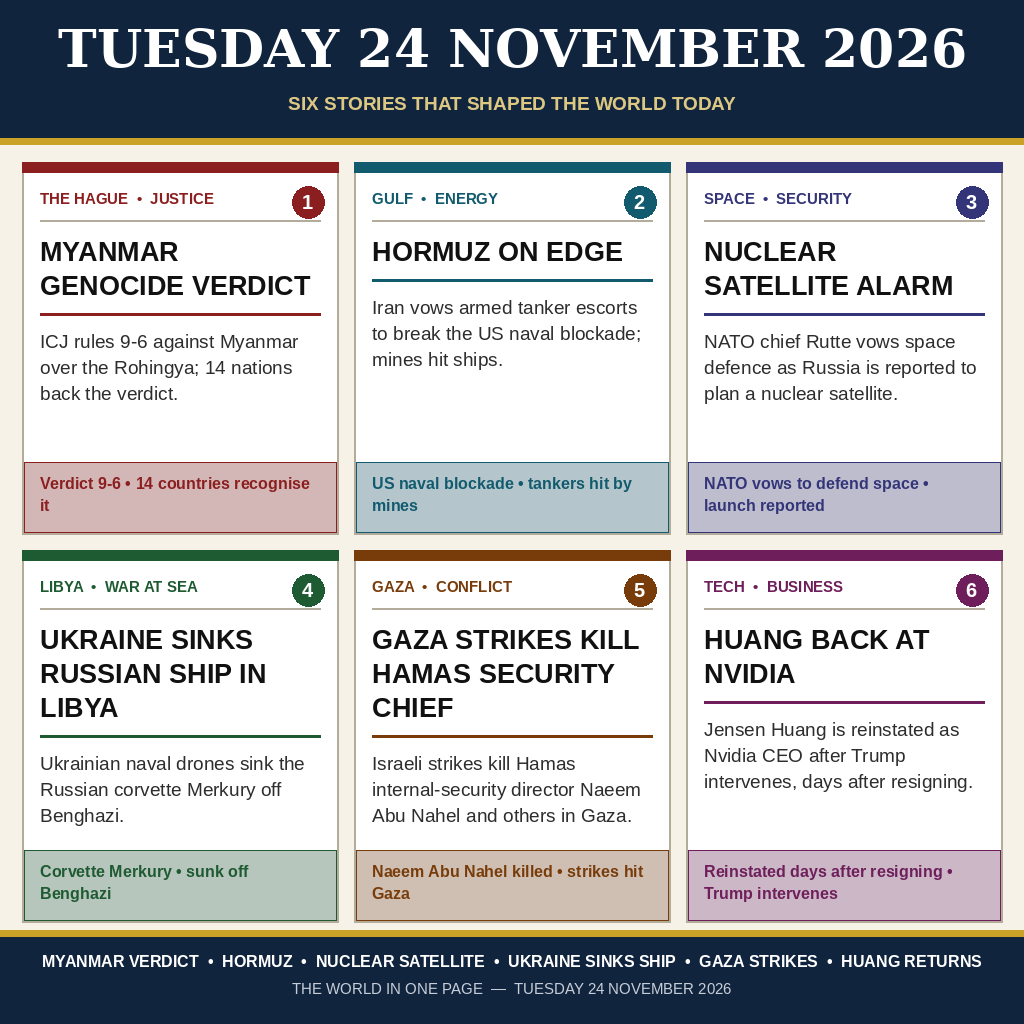 TUESDAY 24 NOVEMBER 2026
SIX STORIES THAT SHAPED THE WORLD TODAY
THE HAGUE • JUSTICE
1
MYANMAR
GENOCIDE VERDICT
ICJ rules 9-6 against Myanmar
over the Rohingya; 14 nations
back the verdict.
Verdict 9-6 • 14 countries recognise
it
GULF • ENERGY
2
HORMUZ ON EDGE
Iran vows armed tanker escorts
to break the US naval blockade;
mines hit ships.
US naval blockade • tankers hit by
mines
SPACE • SECURITY
3
NUCLEAR
SATELLITE ALARM
NATO chief Rutte vows space
defence as Russia is reported to
plan a nuclear satellite.
NATO vows to defend space •
launch reported
LIBYA • WAR AT SEA
4
UKRAINE SINKS
RUSSIAN SHIP IN
LIBYA
Ukrainian naval drones sink the
Russian corvette Merkury off
Benghazi.
Corvette Merkury • sunk off
Benghazi
GAZA • CONFLICT
5
GAZA STRIKES KILL
HAMAS SECURITY
CHIEF
Israeli strikes kill Hamas
internal-security director Naeem
Abu Nahel and others in Gaza.
Naeem Abu Nahel killed • strikes hit
Gaza
TECH • BUSINESS
6
HUANG BACK AT
NVIDIA
Jensen Huang is reinstated as
Nvidia CEO after Trump
intervenes, days after resigning.
Reinstated days after resigning •
Trump intervenes
MYANMAR VERDICT • HORMUZ • NUCLEAR SATELLITE • UKRAINE SINKS SHIP • GAZA STRIKES • HUANG RETURNS
THE WORLD IN ONE PAGE — TUESDAY 24 NOVEMBER 2026